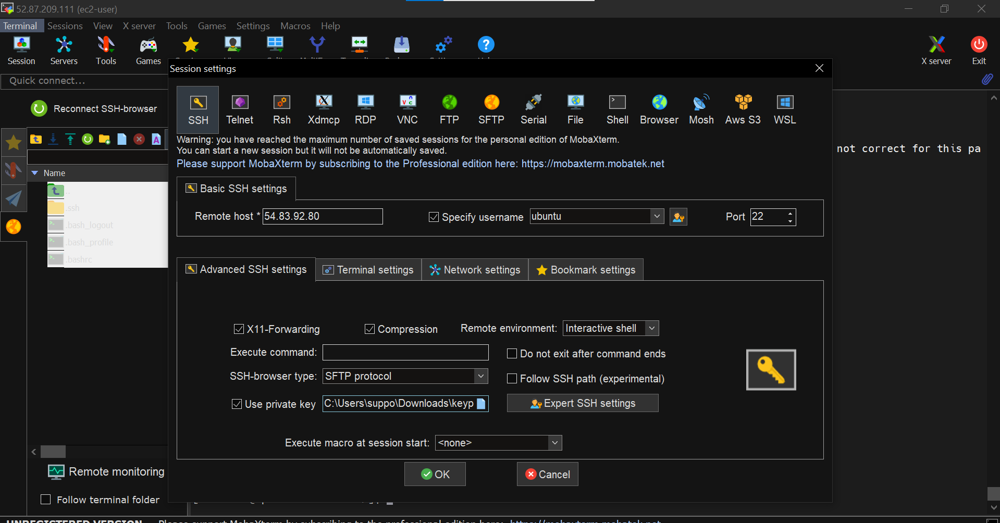 52.87.209.111 (ec2-user)
Terminal Sessions View X server Tools Games Settings Macros Help
Session Servers Tools Games X server Exit
Quick connect...
Session settings
Reconnect SSH-browser
SSH Telnet Rsh Xdmcp RDP VNC FTP SFTP Serial File Shell Browser Mosh Aws S3 WSL
Warning: you have reached the maximum number of saved sessions for the personal edition of MobaXterm.
You can start a new session but it will not be automatically saved.
Please support MobaXterm by subscribing to the Professional edition here: https://mobaxterm.mobatek.net
not correct for this pa
Name
..
.ssh
.bash_logout
.bash_profile
.bashrc
Basic SSH settings
Remote host * 54.83.92.80 Specify username ubuntu Port 22
Advanced SSH settings Terminal settings Network settings Bookmark settings
X11-Forwarding Compression Remote environment: Interactive shell
Execute command: Do not exit after command ends
SSH-browser type: SFTP protocol Follow SSH path (experimental)
Use private key C:\Users\suppo\Downloads\keyp Expert SSH settings
Execute macro at session start: <none>
OK Cancel
Remote monitoring
Follow terminal folder
UNREGISTERED VERSION - Please support MobaXterm by subscribing to the professional edition here: https://mobaxterm.mobatek.net